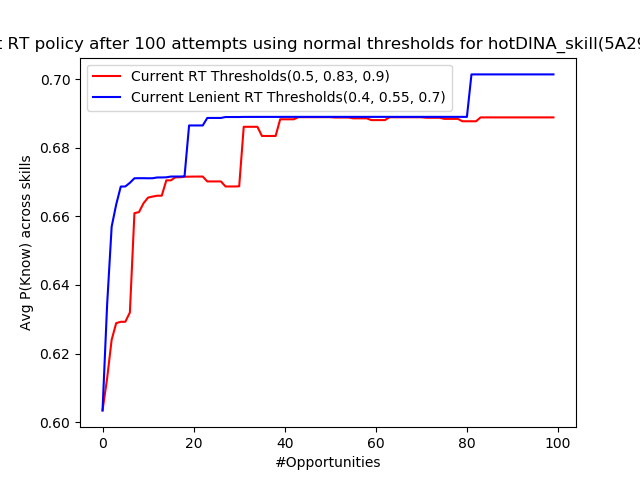 RT policy after 100 attempts using normal thresholds for hotDINA_skill(5A29
Current RT Thresholds(0.5, 0.83, 0.9)
Current Lenient RT Thresholds(0.4, 0.55, 0.7)
Avg P(Know) across skills
0.70
0.68
0.66
0.64
0.62
0.60
0 20 40 60 80 100
#Opportunities